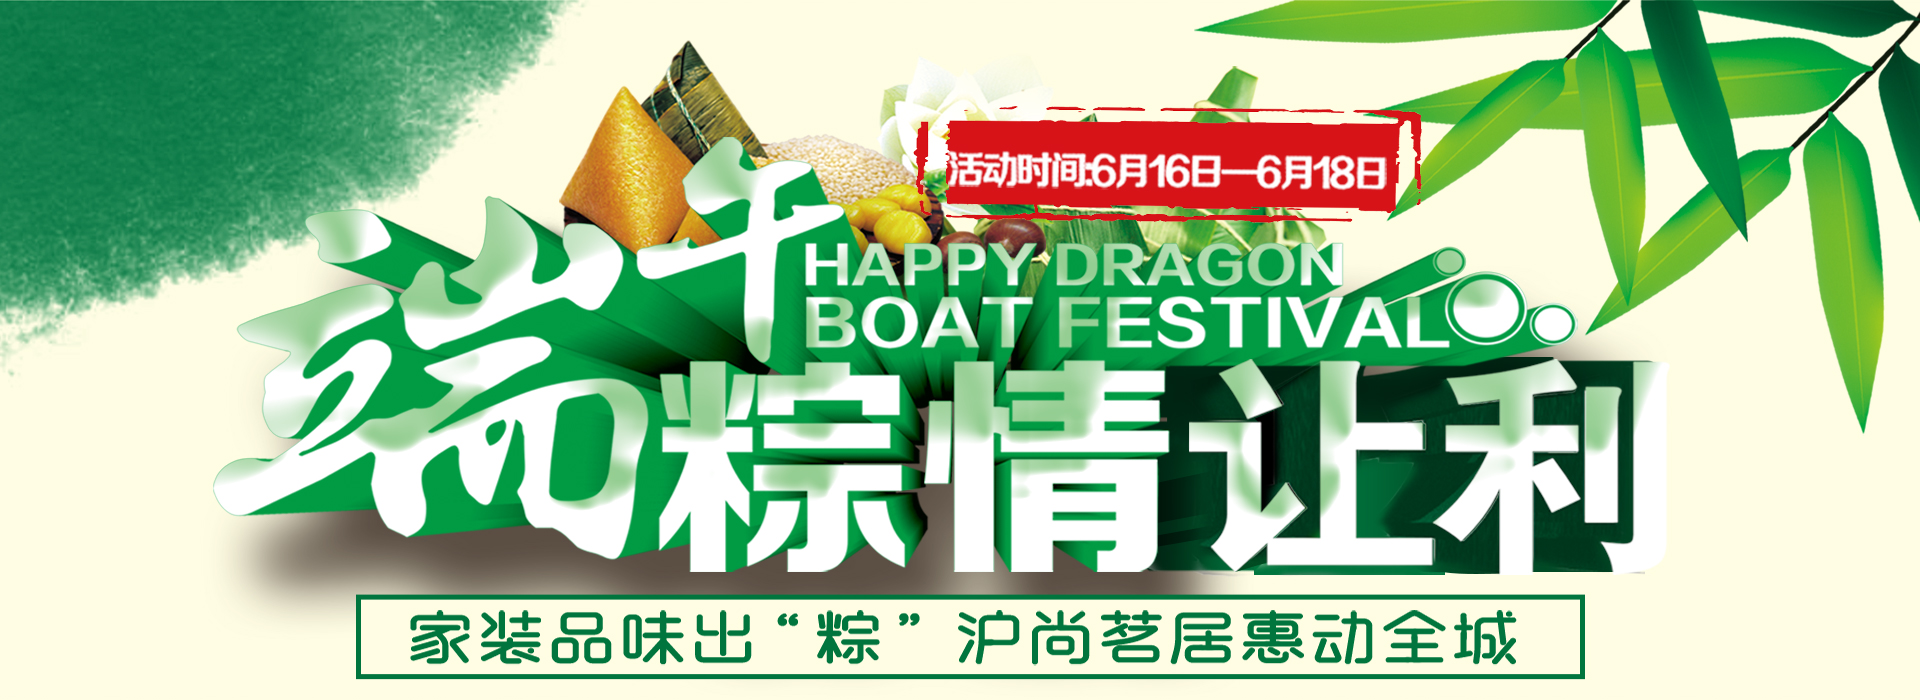 活动时间:6月16日—6月18日
端午
HAPPY DRAGON
BOAT FESTIVAL
粽情让利
家装品味出“粽”沪尚茗居惠动全城